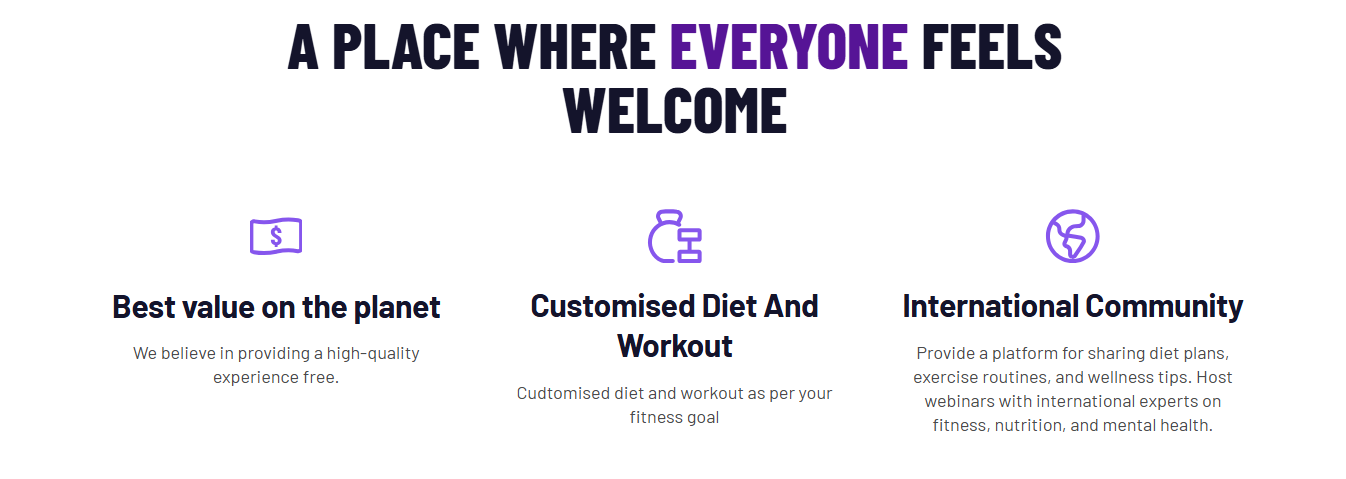 A PLACE WHERE EVERYONE FEELS
WELCOME
$
Best value on the planet
We believe in providing a high-quality
experience free.
Customised Diet And
Workout
Cudtomised diet and workout as per your
fitness goal
International Community
Provide a platform for sharing diet plans,
exercise routines, and wellness tips. Host
webinars with international experts on
fitness, nutrition, and mental health.